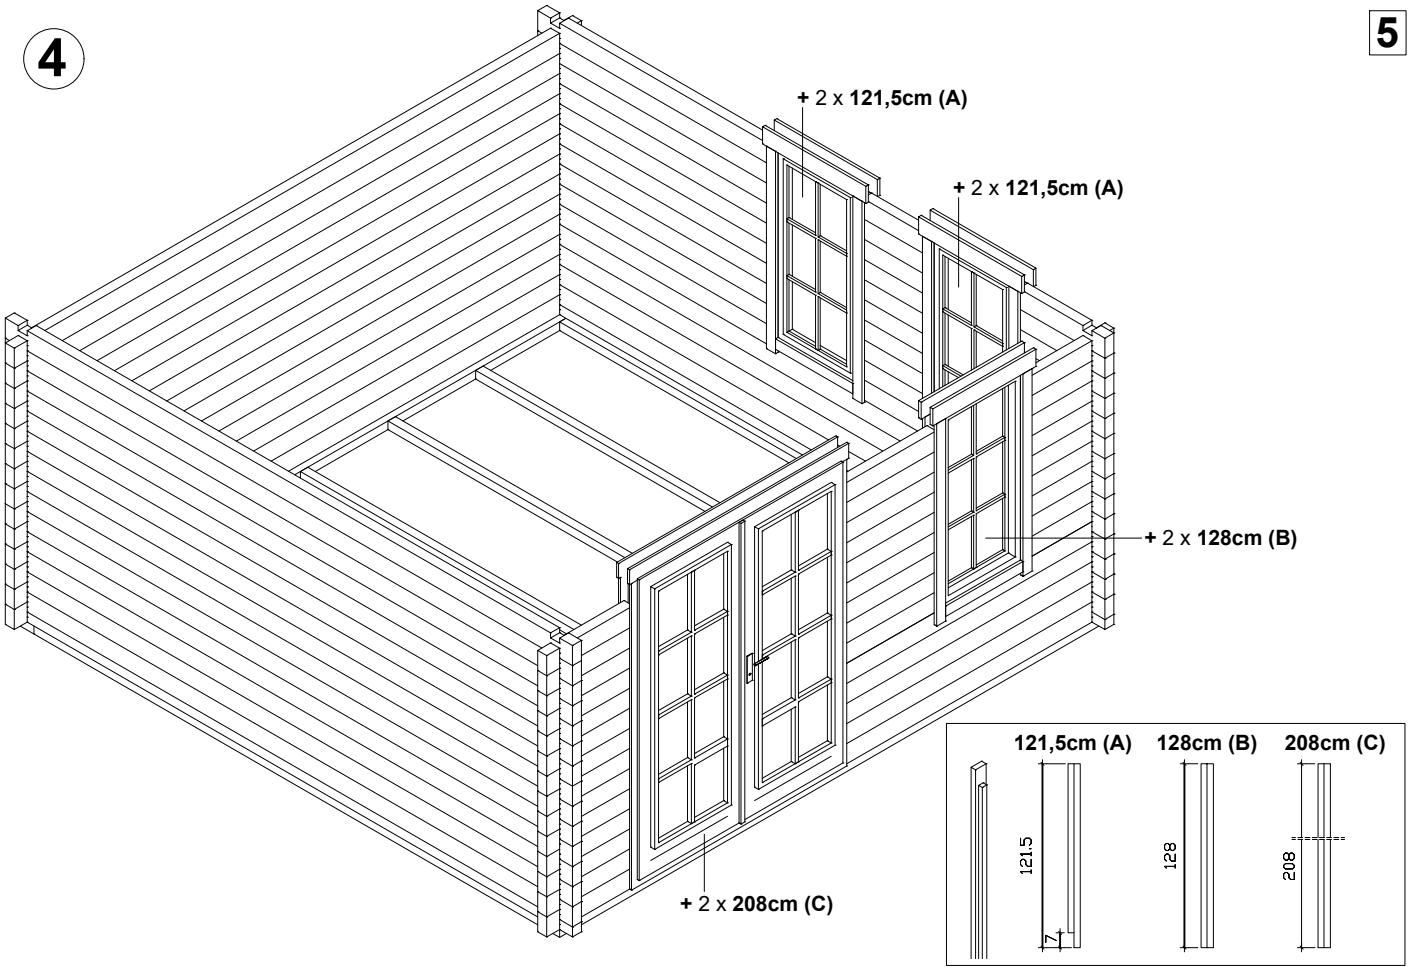 4
5
+ 2 x 121,5cm (A)
+ 2 x 121,5cm (A)
+ 2 x 128cm (B)
+ 2 x 208cm (C)
121,5cm (A) 128cm (B) 208cm (C)
121.5
7
128
208